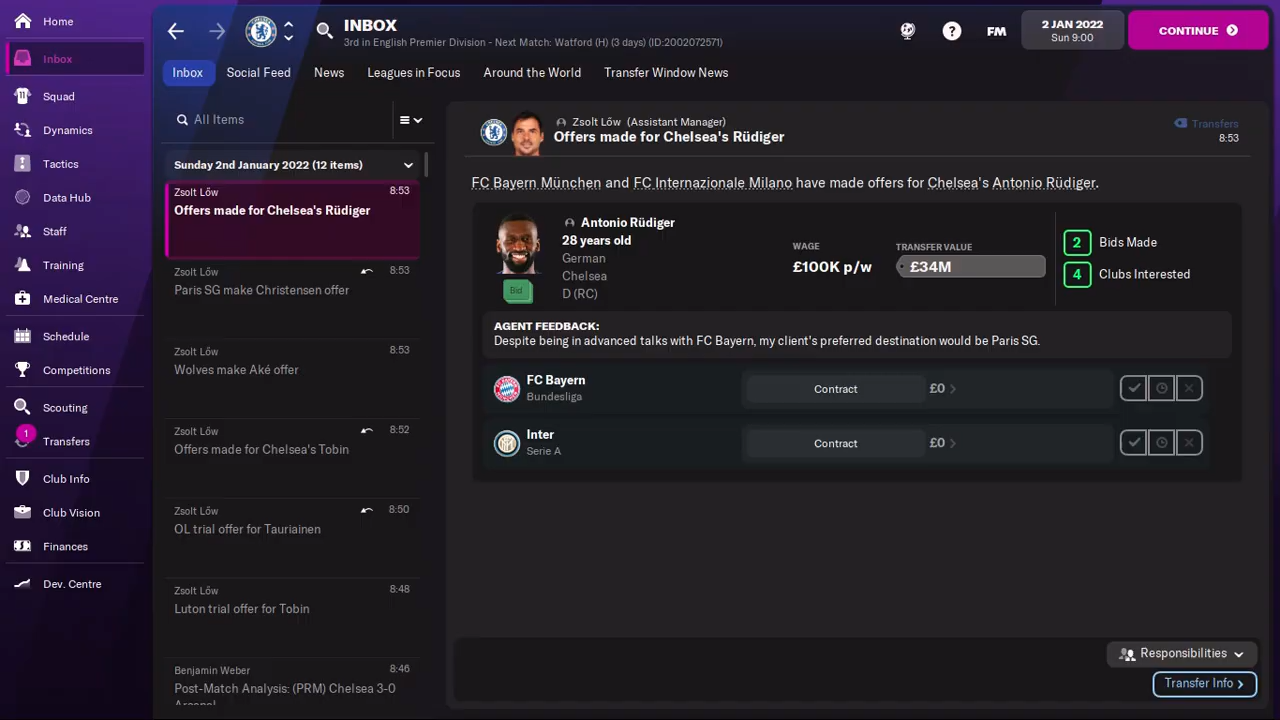 Home
Inbox
Squad
Dynamics
Tactics
Data Hub
Staff
Training
Medical Centre
Schedule
Competitions
Scouting
1
Transfers
Club Info
Club Vision
Finances
Dev. Centre
INBOX
3rd in English Premier Division - Next Match: Watford (H) (3 days) (ID:2002072571)
FM
2 JAN 2022
Sun 9:00
CONTINUE
Inbox Social Feed News Leagues in Focus Around the World Transfer Window News
All Items
Sunday 2nd January 2022 (12 items)
Zsolt Lőw 8:53
Offers made for Chelsea's Rüdiger
Zsolt Lőw 8:53
Paris SG make Christensen offer
Zsolt Lőw 8:53
Wolves make Aké offer
Zsolt Lőw 8:52
Offers made for Chelsea's Tobin
Zsolt Lőw 8:50
OL trial offer for Tauriainen
Zsolt Lőw 8:48
Luton trial offer for Tobin
Benjamin Weber 8:46
Post-Match Analysis: (PRM) Chelsea 3-0
Arsenal
Zsolt Lőw (Assistant Manager)
Offers made for Chelsea's Rüdiger
Transfers
8:53
FC Bayern München and FC Internazionale Milano have made offers for Chelsea's Antonio Rüdiger.
Antonio Rüdiger
28 years old
German
Chelsea
D (RC)
Bid
WAGE
£100K p/w
TRANSFER VALUE
£34M
2 Bids Made
4 Clubs Interested
AGENT FEEDBACK:
Despite being in advanced talks with FC Bayern, my client's preferred destination would be Paris SG.
FC Bayern
Bundesliga
Contract £0
Inter
Serie A
Contract £0
Responsibilities
Transfer Info